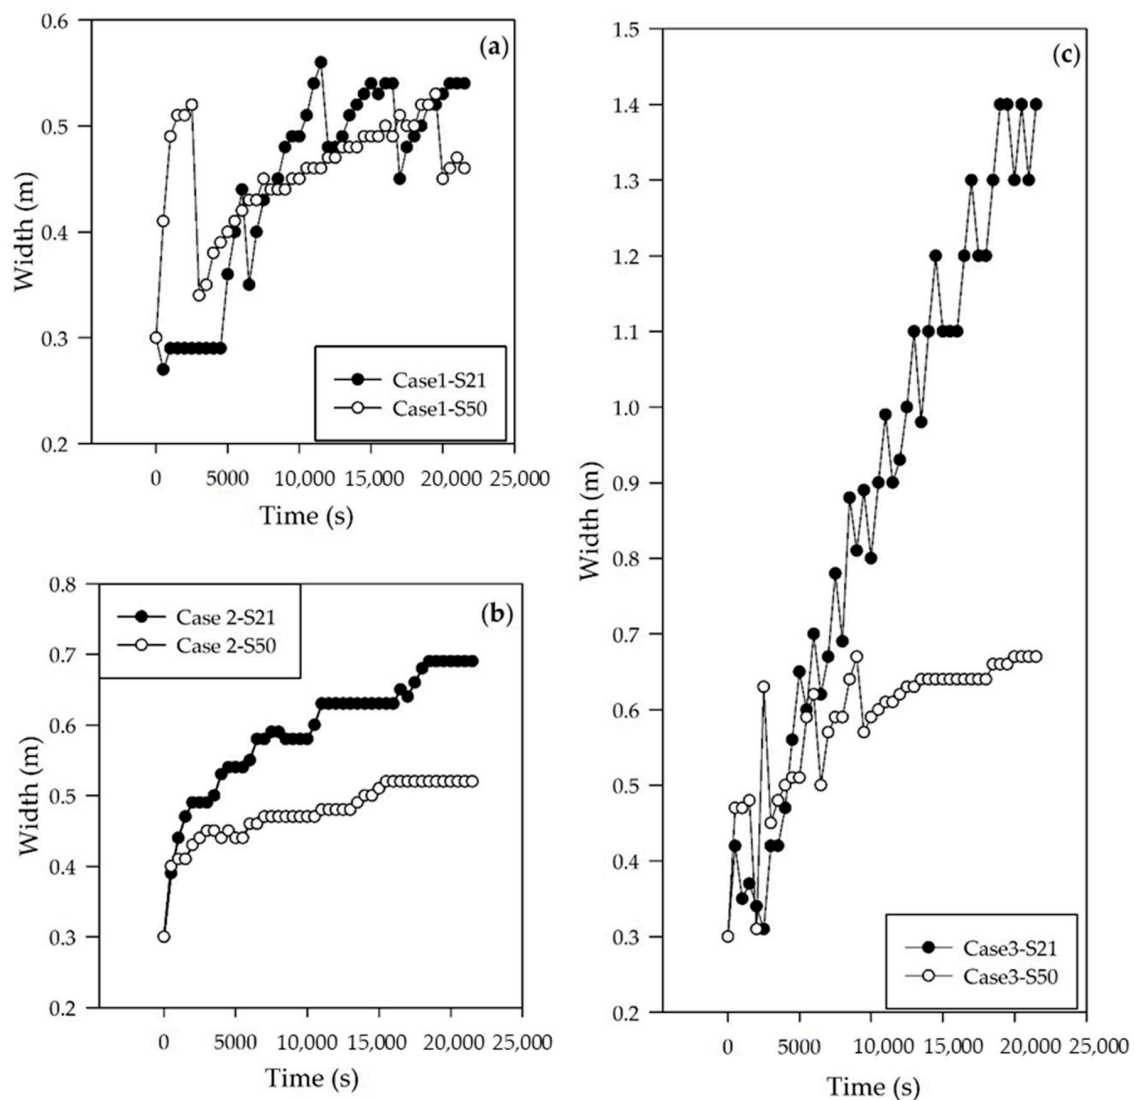 0.6
(a)
0.5
0.4
0.3
0.2
Width (m)
Case1-S21
Case1-S50
0 5000 10,000 15,000 20,000 25,000
Time (s)
0.8
Case 2-S21
Case 2-S50
(b)
0.7
0.6
0.5
0.4
0.3
0.2
Width (m)
0 5000 10,000 15,000 20,000 25,000
Time (s)
1.5
(c)
1.4
1.3
1.2
1.1
1.0
0.9
0.8
0.7
0.6
0.5
0.4
0.3
0.2
Width (m)
Case3-S21
Case3-S50
0 5000 10,000 15,000 20,000 25,000
Time (s)